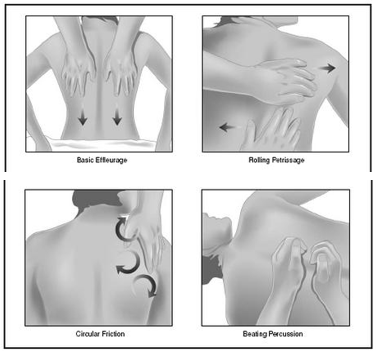 Basic Effleurage
Rolling Petrissage
Circular Friction
Beating Percussion